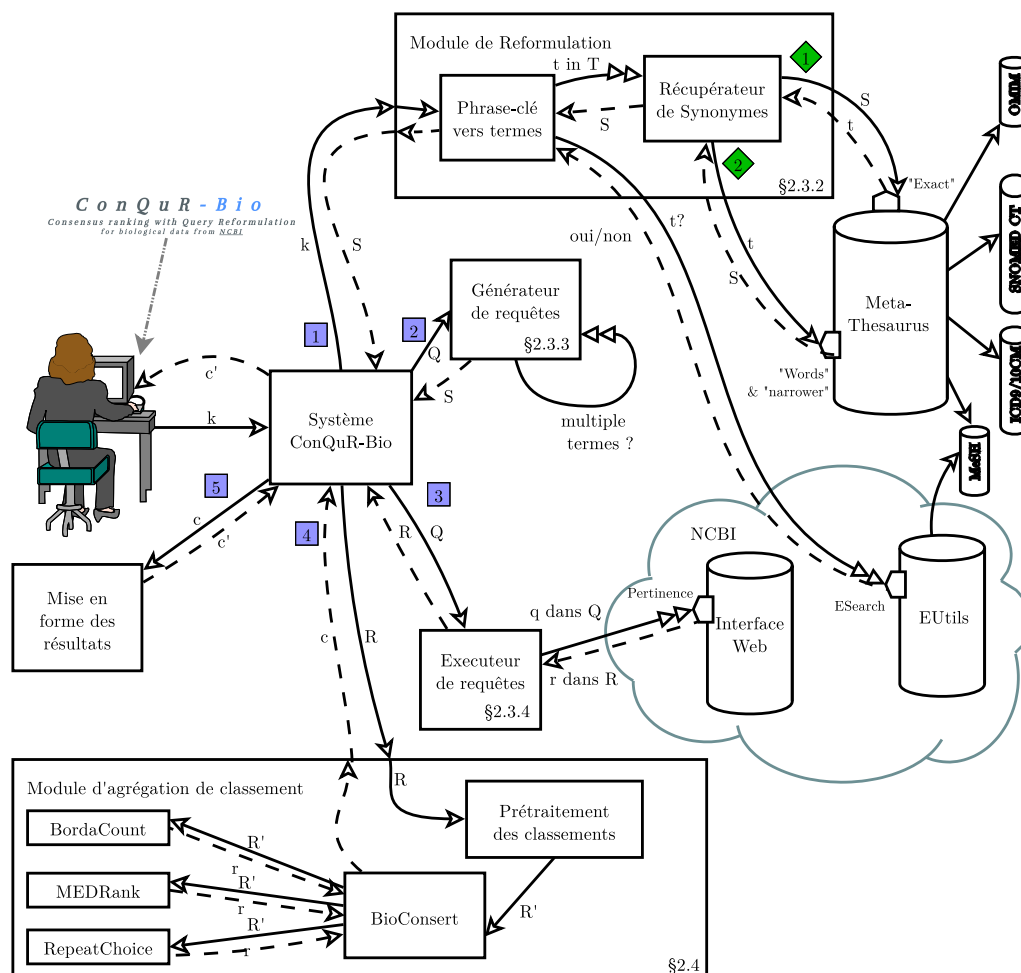 Module de Reformulation
t in T
Phrase-clé
vers termes
Récupérateur
de Synonymes
S
1
2
§2.3.2
S
t
"Exact"
OMIM
SNOMED CT
ICD9/10CM
MeSH
ConQuR-Bio
Consensus ranking with Query Reformulation
for biological data from NCBI
k
S
oui/non
t?
t
S
Meta-
Thesaurus
"Words"
& "narrower"
1
2
Q
Générateur
de requêtes
§2.3.3
S
multiple
termes ?
c'
k
Système
ConQuR-Bio
5
c
c'
4
3
R
Q
NCBI
Mise en
forme des
résultats
c
R
Executeur
de requêtes
§2.3.4
q dans Q
r dans R
Pertinence
Interface
Web
ESearch
EUtils
Module d'agrégation de classement
R
Prétraitement
des classements
BordaCount
R'
r
MEDRank
R'
r
RepeatChoice
R'
r
BioConsert
R'
§2.4